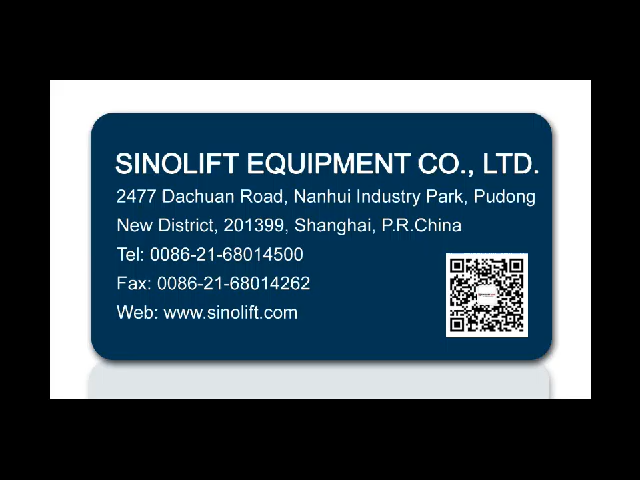 SINOLIFT EQUIPMENT CO., LTD.
2477 Dachuan Road, Nanhui Industry Park, Pudong
New District, 201399, Shanghai, P.R.China
Tel: 0086-21-68014500
Fax: 0086-21-68014262
Web: www.sinolift.com